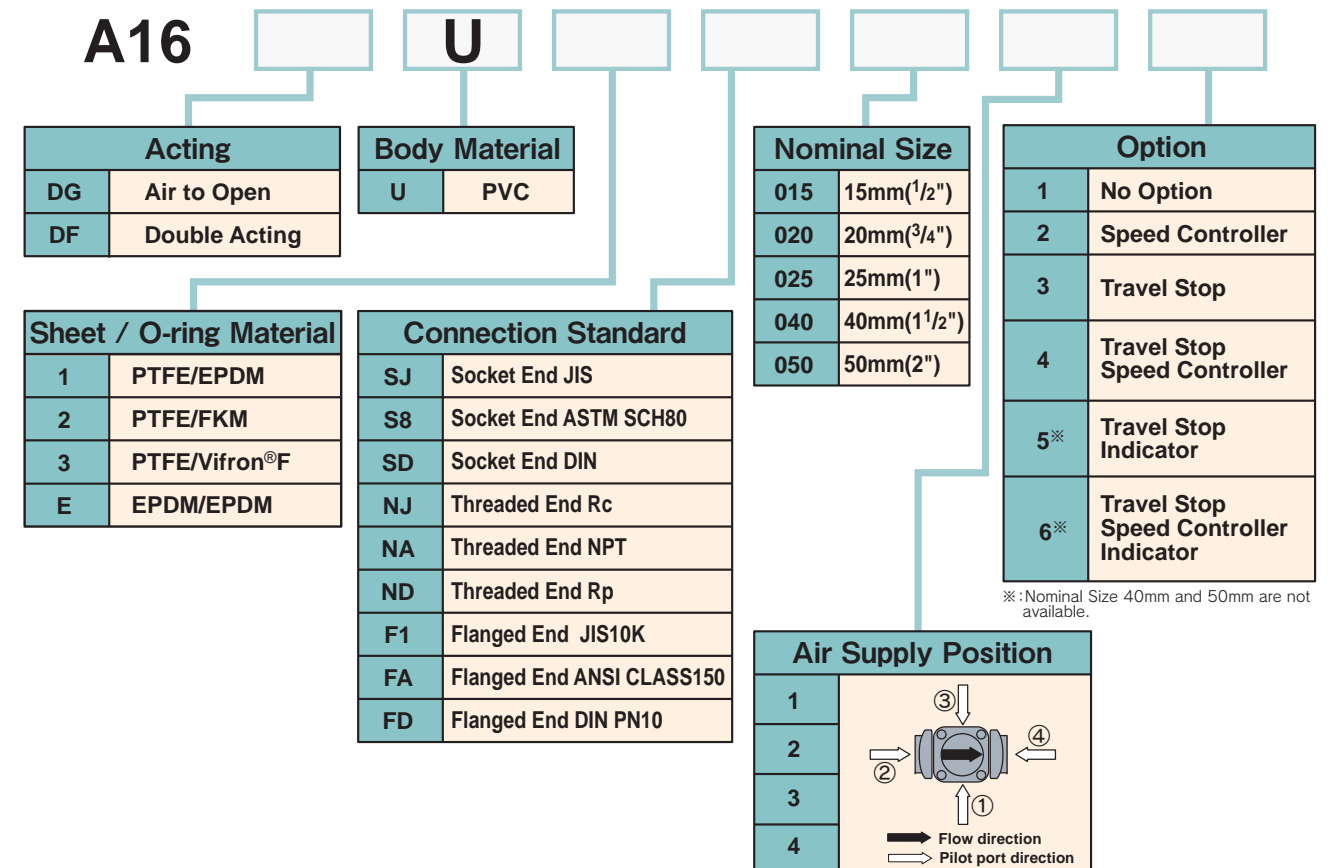 A16 U
Acting
DG Air to Open
DF Double Acting
Body Material
U PVC
Sheet / O-ring Material
1 PTFE/EPDM
2 PTFE/FKM
3 PTFE/Vifron®F
E EPDM/EPDM
Connection Standard
SJ Socket End JIS
S8 Socket End ASTM SCH80
SD Socket End DIN
NJ Threaded End Rc
NA Threaded End NPT
ND Threaded End Rp
F1 Flanged End JIS10K
FA Flanged End ANSI CLASS150
FD Flanged End DIN PN10
Nominal Size
015 15mm(1/2")
020 20mm(3/4")
025 25mm(1")
040 40mm(1 1/2")
050 50mm(2")
Option
1 No Option
2 Speed Controller
3 Travel Stop
4 Travel Stop
Speed Controller
5※ Travel Stop
Indicator
6※ Travel Stop
Speed Controller
Indicator
※:Nominal Size 40mm and 50mm are not
available.
Air Supply Position
1
2
3
4
③
④
②
①
Flow direction
Pilot port direction